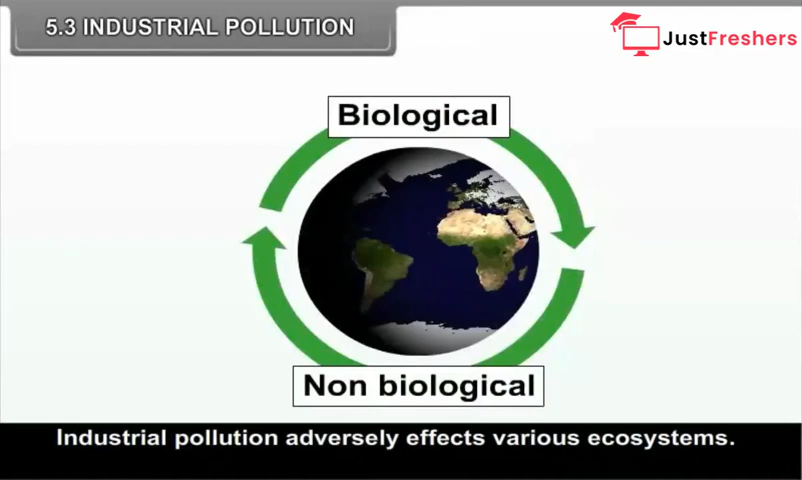 5.3 INDUSTRIAL POLLUTION
JustFreshers
Biological
Non biological
Industrial pollution adversely effects various ecosystems.